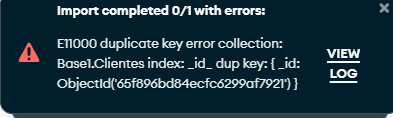 Import completed 0/1 with errors:
E11000 duplicate key error collection:
Base1.Clientes index: _id_ dup key: { _id:
ObjectId('65f896bd84ecfc6299af7921') }
VIEW
LOG